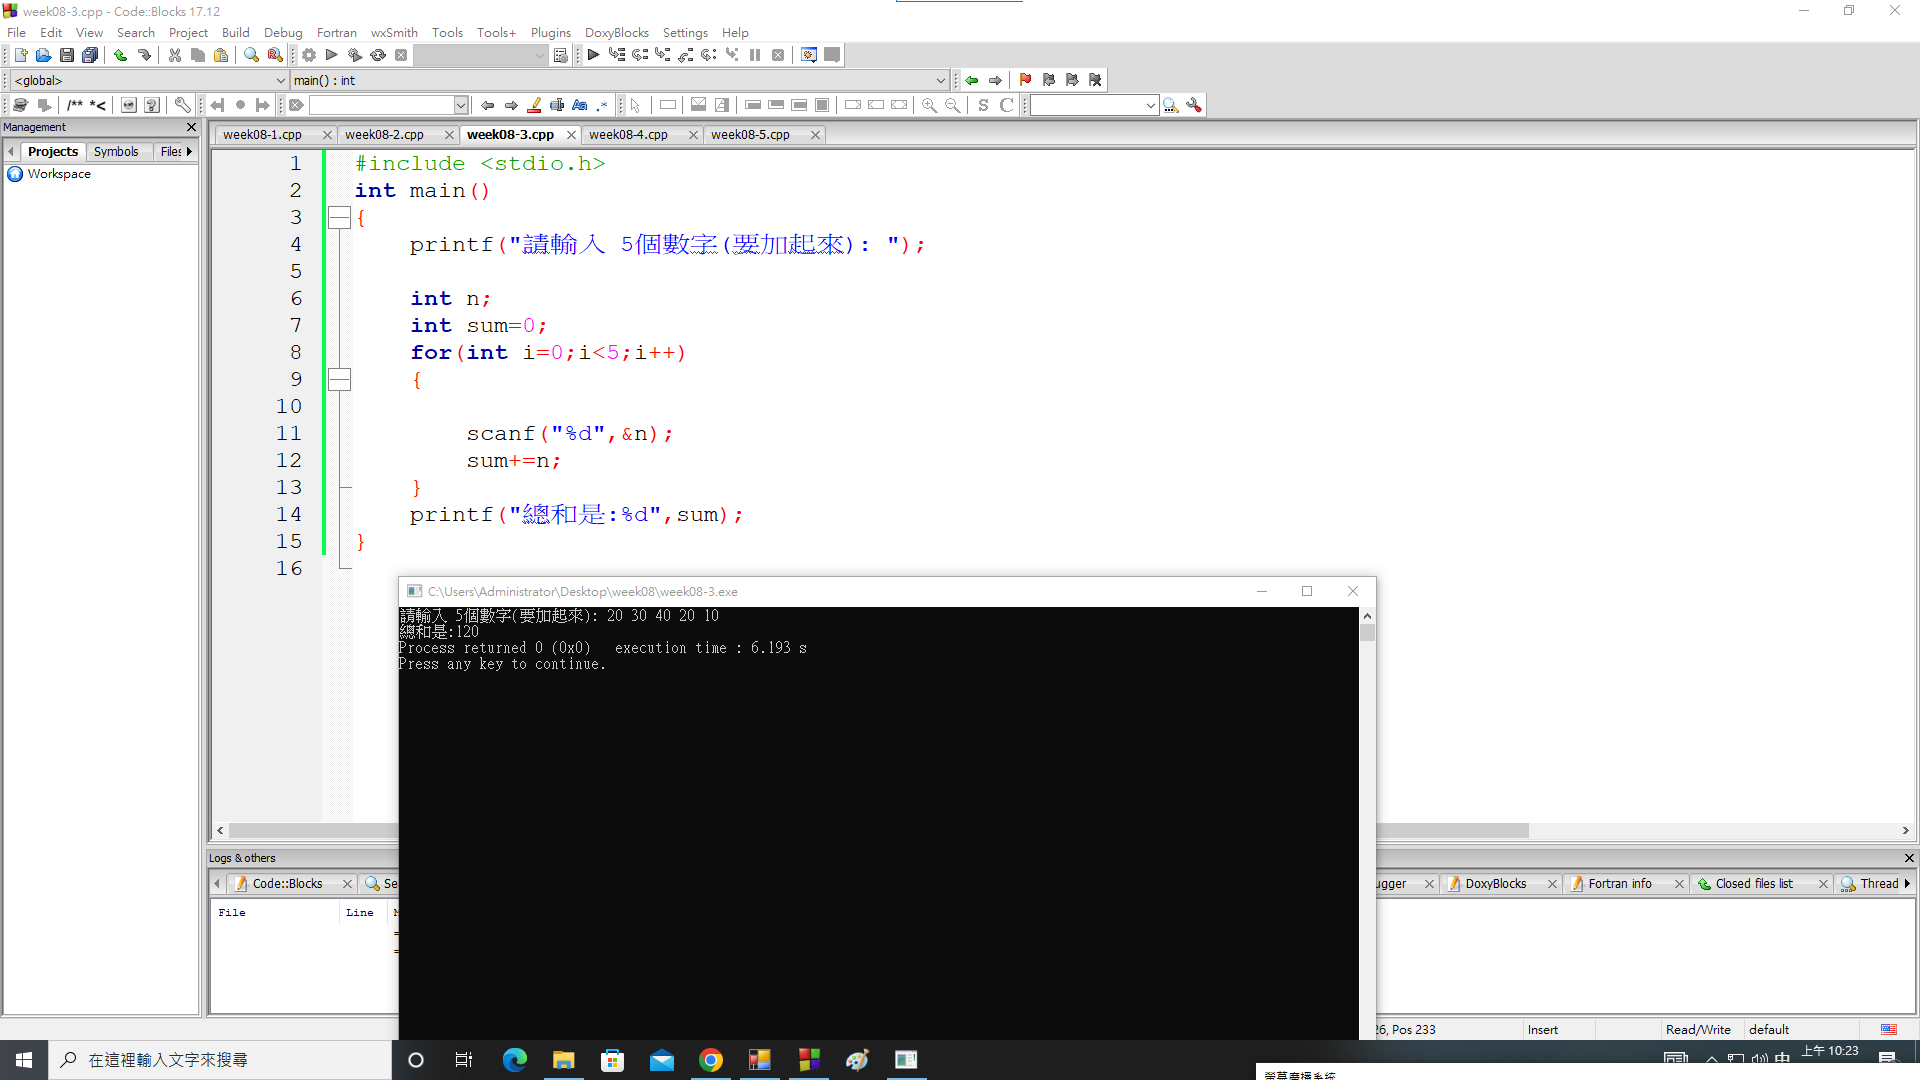 week08-3.cpp - Code::Blocks 17.12
File Edit View Search Project Build Debug Fortran wxSmith Tools Tools+ Plugins DoxyBlocks Settings Help
<global> main() : int
/** *<
S C
Management
week08-1.cpp week08-2.cpp week08-3.cpp week08-4.cpp week08-5.cpp
Projects Symbols Files
Workspace
1 #include <stdio.h>
2 int main()
3 {
4 printf("請輸入 5個數字(要加起來): ");
5
6 int n;
7 int sum=0;
8 for(int i=0;i<5;i++)
9 {
10
11 scanf("%d",&n);
12 sum+=n;
13 }
14 printf("總和是:%d",sum);
15 }
16
C:\Users\Administrator\Desktop\week08\week08-3.exe
請輸入 5個數字(要加起來): 20 30 40 20 10
總和是:120
Process returned 0 (0x0) execution time : 6.193 s
Press any key to continue.
Logs & others
Code::Blocks Se ugger DoxyBlocks Fortran info Closed files list Thread
File Line
26, Pos 233 Insert Read/Write default
在這裡輸入文字來搜尋
中 上午 10:23
螢幕廣播系統